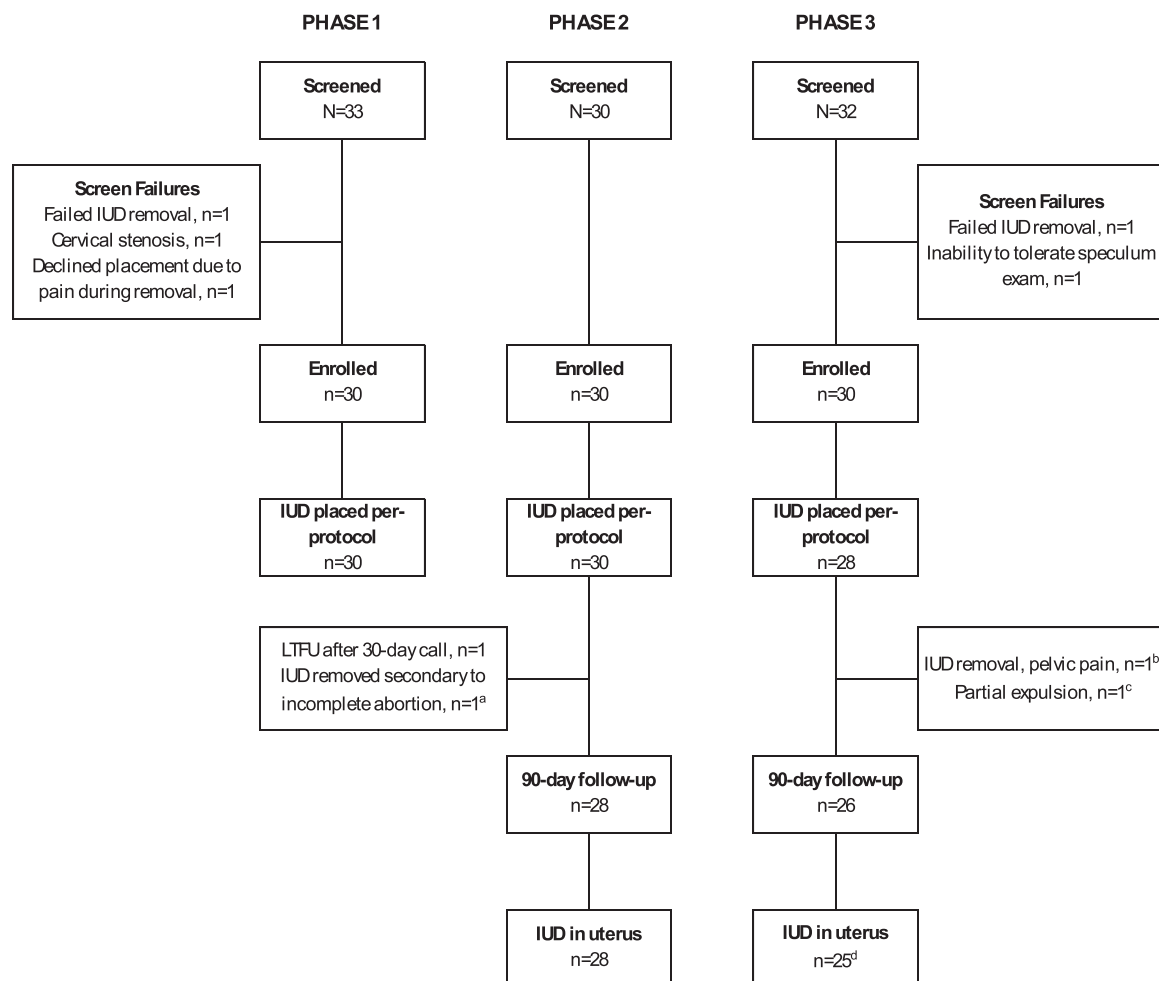 PHASE 1
PHASE 2
PHASE 3
Screened
N=33
Screened
N=30
Screened
N=32
Screen Failures
Failed IUD removal, n=1
Cervical stenosis, n=1
Declined placement due to
pain during removal, n=1
Screen Failures
Failed IUD removal, n=1
Inability to tolerate speculum
exam, n=1
Enrolled
n=30
Enrolled
n=30
Enrolled
n=30
IUD placed per-
protocol
n=30
IUD placed per-
protocol
n=30
IUD placed per-
protocol
n=28
LTFU after 30-day call, n=1
IUD removed secondary to
incomplete abortion, n=1a
IUD removal, pelvic pain, n=1b
Partial expulsion, n=1c
90-day follow-up
n=28
90-day follow-up
n=26
IUD in uterus
n=28
IUD in uterus
n=25d